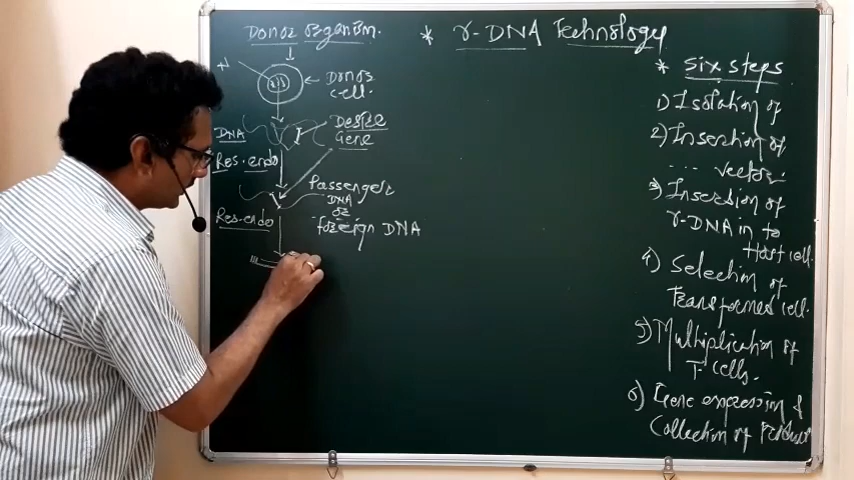 Donor organism.
* r-DNA Technology
N
Donor
cell.
DNA
Desire
Gene
Res. endo
Passenger
DNA
or
foreign DNA
Res. endo
* Six steps
1) Isolation of
2) Insertion of
... vector.
3) Insertion of
r-DNA in to
Host cell.
4) Selection of
Transformed cell.
5) Multiplication of
T cells.
6) Gene expression &
Collection of Product